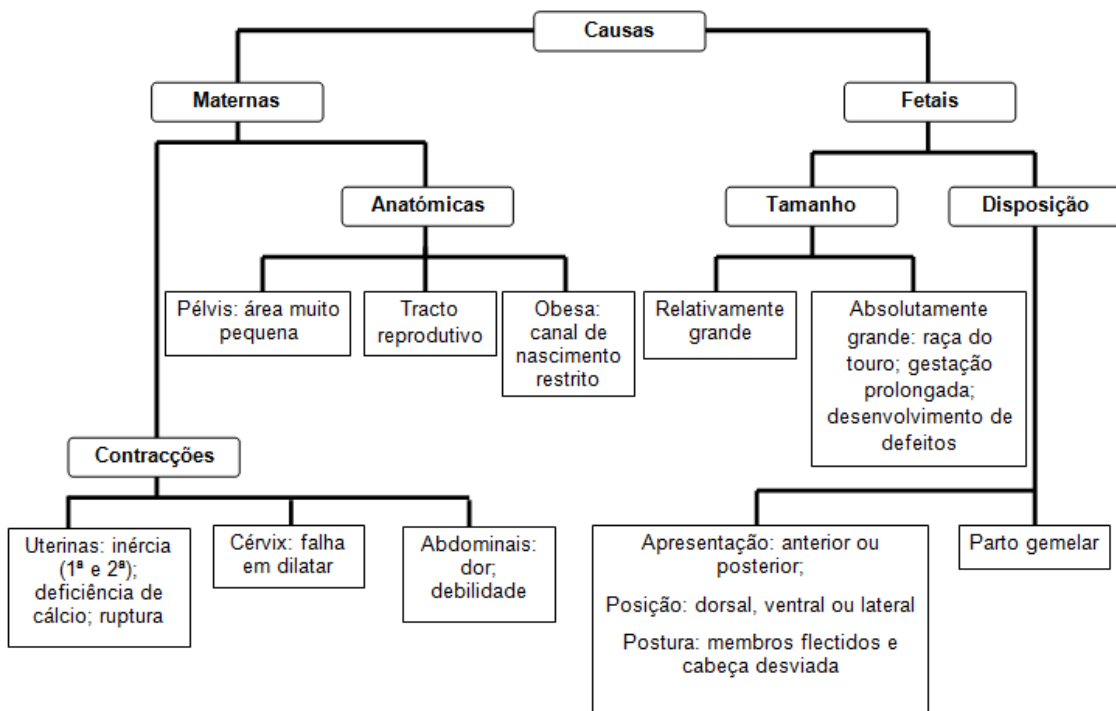 Causas
Maternas
Fetais
Anatómicas
Tamanho
Disposição
Pélvis: área muito
pequena
Tracto
reprodutivo
Obesa:
canal de
nascimento
restrito
Relativamente
grande
Absolutamente
grande: raça do
touro; gestação
prolongada;
desenvolvimento de
defeitos
Contracções
Uterinas: inércia
(1ª e 2ª);
deficiência de
cálcio; ruptura
Cérvix: falha
em dilatar
Abdominais:
dor;
debilidade
Apresentação: anterior ou
posterior;
Posição: dorsal, ventral ou lateral
Postura: membros flectidos e
cabeça desviada
Parto gemelar